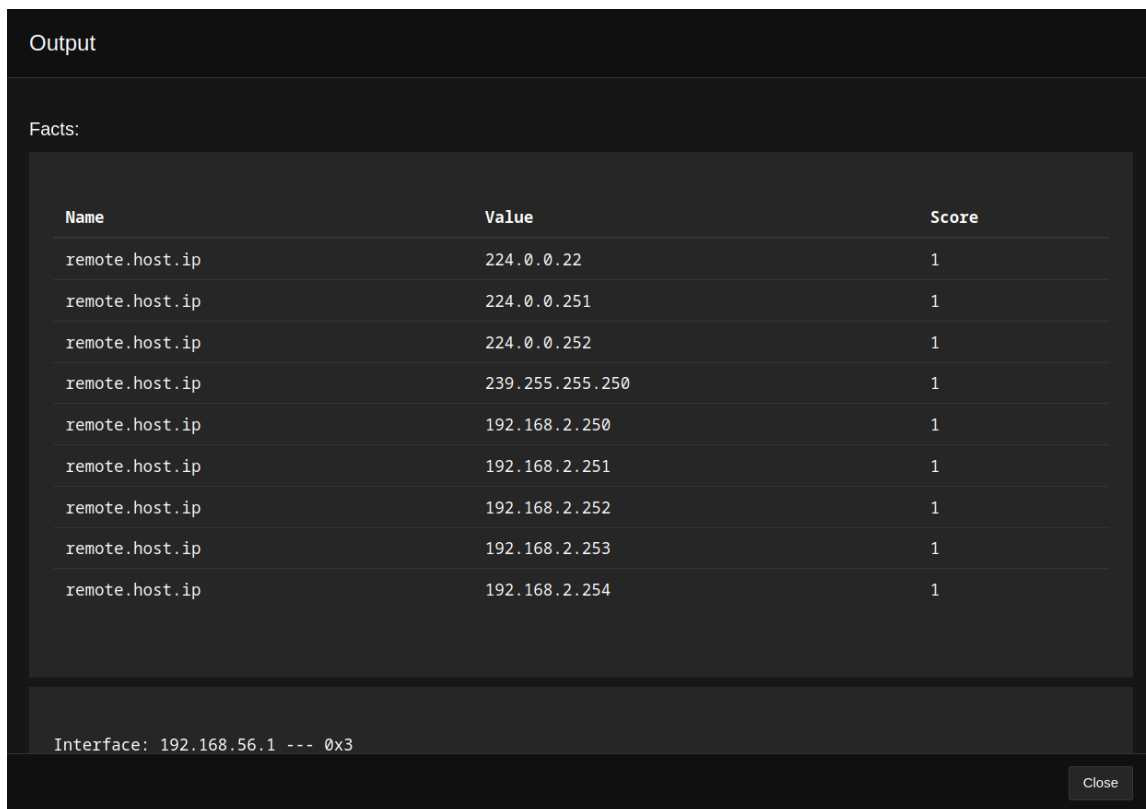 Output
Facts:
Name Value Score
remote.host.ip 224.0.0.22 1
remote.host.ip 224.0.0.251 1
remote.host.ip 224.0.0.252 1
remote.host.ip 239.255.255.250 1
remote.host.ip 192.168.2.250 1
remote.host.ip 192.168.2.251 1
remote.host.ip 192.168.2.252 1
remote.host.ip 192.168.2.253 1
remote.host.ip 192.168.2.254 1
Interface: 192.168.56.1 --- 0x3
Close